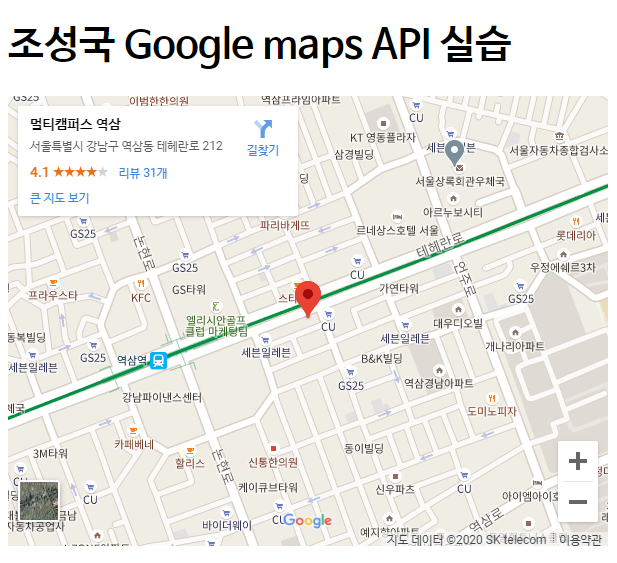 조성국 Google maps API 실습
GS25
이범한한의원
역삼프라임아파트
CU
멀티캠퍼스 역삼
서울특별시 강남구 역삼동 테헤란로 212
4.1
리뷰 31개
큰 지도 보기
길찾기
KT 영동플라자
삼경빌딩
세븐일레븐
서울자동차종합검사소
서울상록회관우체국
아르누보시티
파리바게뜨
르네상스호텔 서울
테헤란로
롯데리아
GS25
논현로
GS25
CU
언주로
우정에쉐르3차
프라우스타
KFC
GS타워
스타
가연타워
GS25
엘리시안골프
클럽 마케팅팀
CU
대우디오빌
동복빌딩
세븐일레븐
GS25
역삼역
세븐일레븐
세븐일레븐
B&K빌딩
개나리아파트
GS25
역삼경남아파트
강남파이낸스센터
도미노피자
카페베네
3M타워
할리스
논현로
신통한의원
동이빌딩
CU
케이큐브타워
신우파츠
CU
아이엠아이호
CU
바이더웨이
Google
예지학아파트
역삼로
자동차공업사
지도 데이터 ©2020 SK telecom
이용약관